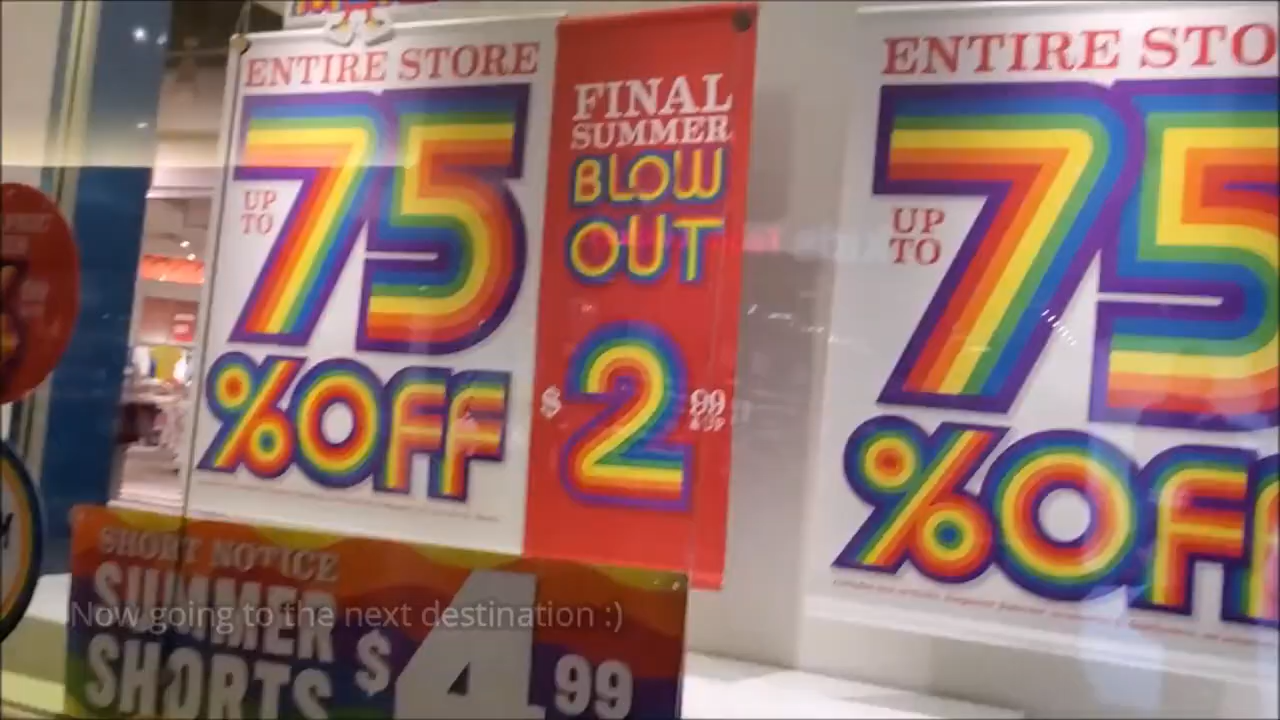 ENTIRE STORE
75
UP
TO
%OFF
FINAL
SUMMER
BLOW
OUT
$2 99
& UP
ENTIRE STO
75
UP
TO
%OFF
SHORT NOTICE
SUMMER
SHORTS
$4 99
Now going to the next destination :)